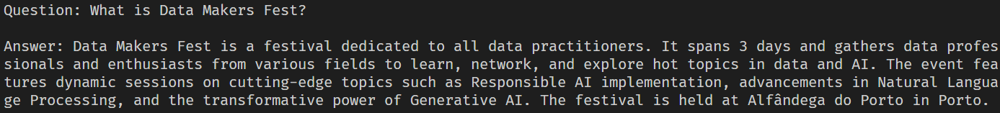 Question: What is Data Makers Fest?
Answer: Data Makers Fest is a festival dedicated to all data practitioners. It spans 3 days and gathers data profes
sionals and enthusiasts from various fields to learn, network, and explore hot topics in data and AI. The event fea
tures dynamic sessions on cutting-edge topics such as Responsible AI implementation, advancements in Natural Langua
ge Processing, and the transformative power of Generative AI. The festival is held at Alfândega do Porto in Porto.